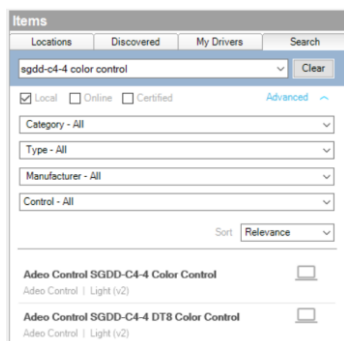 Items
Locations Discovered My Drivers Search
sgdd-c4-4 color control Clear
Local Online Certified Advanced
Category - All
Type - All
Manufacturer - All
Control - All
Sort Relevance
Adeo Control SGDD-C4-4 Color Control
Adeo Control | Light (v2)
Adeo Control SGDD-C4-4 DT8 Color Control
Adeo Control | Light (v2)